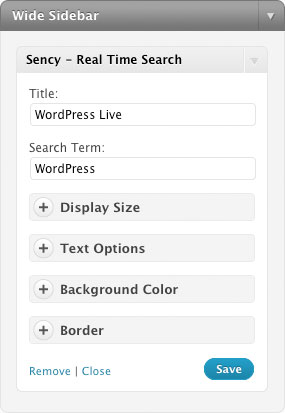 Wide Sidebar
Sency – Real Time Search
Title:
WordPress Live
Search Term:
WordPress
Display Size
Text Options
Background Color
Border
Remove | Close
Save